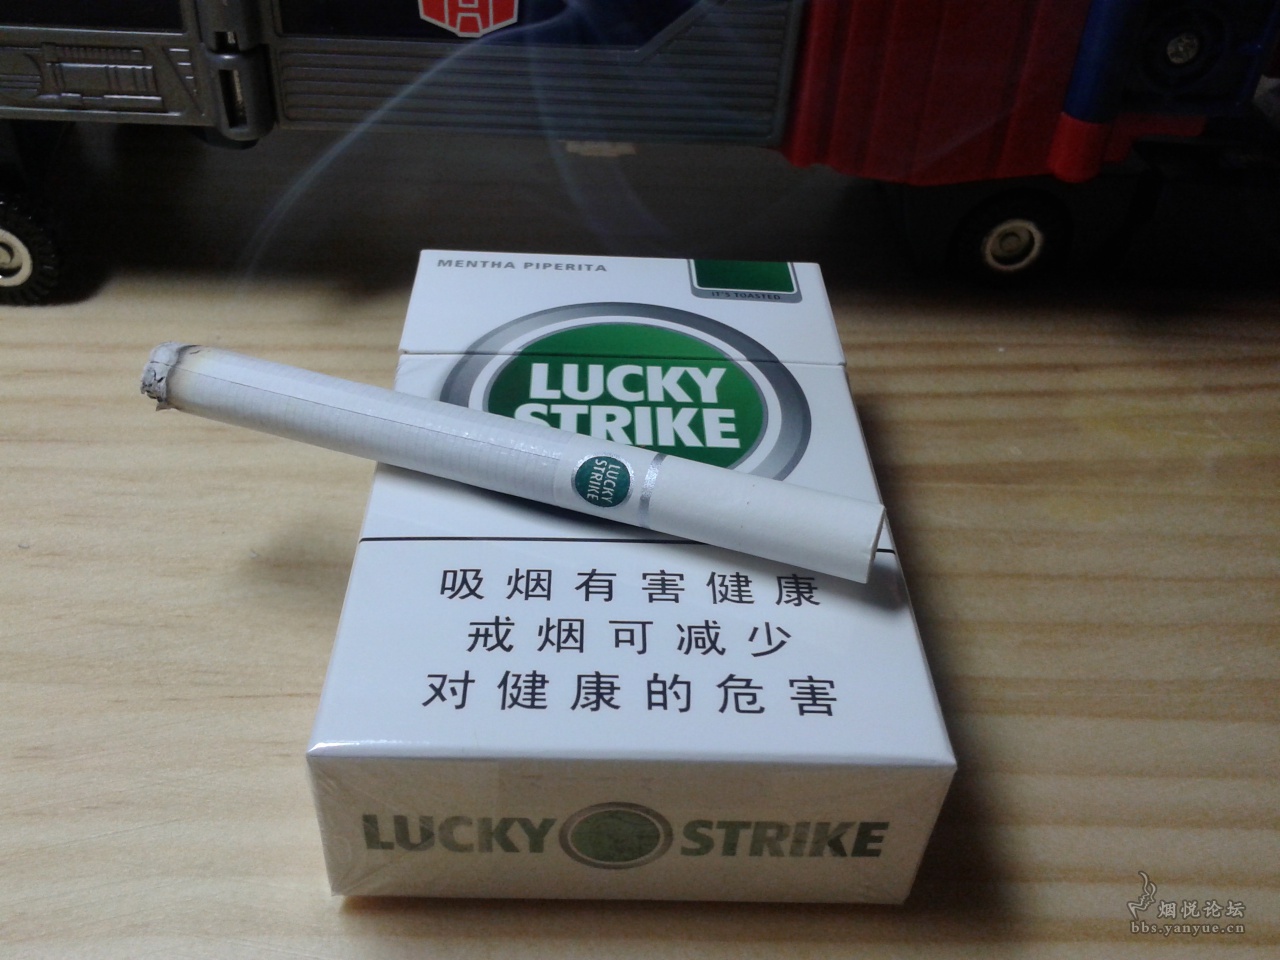 MENTHA PIPERITA
IT'S TOASTED
LUCKY
STRIKE
LUCKY
STRIKE
吸烟有害健康
戒烟可减少
对健康的危害
LUCKY STRIKE
烟悦论坛
bbs.yanyue.cn